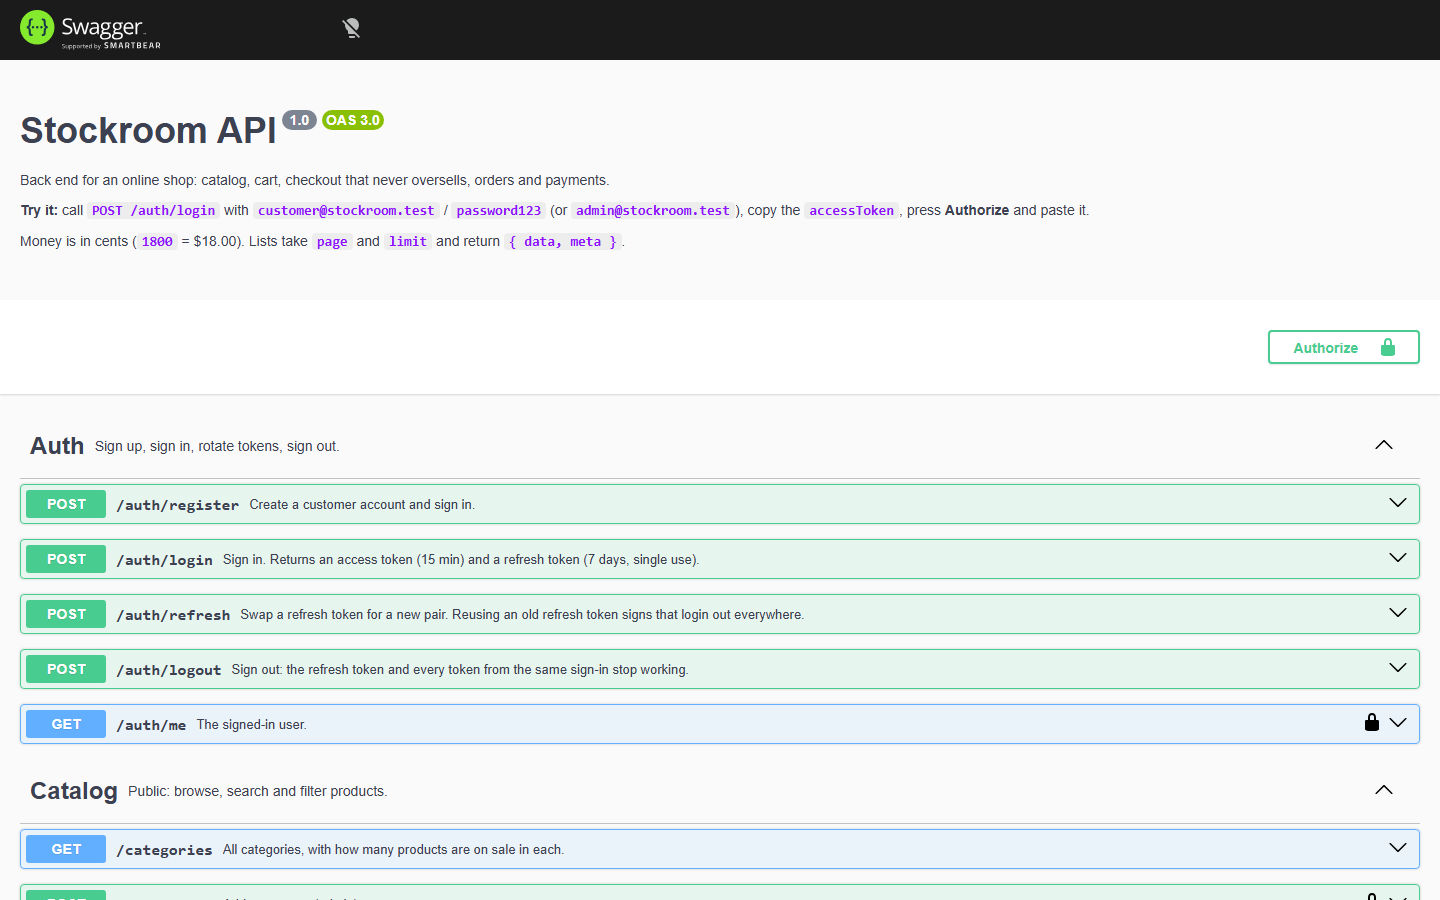 Swagger
Supported by SMARTBEAR
Stockroom API 1.0 OAS 3.0
Back end for an online shop: catalog, cart, checkout that never oversells, orders and payments.
Try it: call POST /auth/login with customer@stockroom.test / password123 (or admin@stockroom.test), copy the accessToken, press Authorize and paste it.
Money is in cents (1800 = $18.00). Lists take page and limit and return { data, meta }.
Authorize
Auth Sign up, sign in, rotate tokens, sign out.
POST /auth/register Create a customer account and sign in.
POST /auth/login Sign in. Returns an access token (15 min) and a refresh token (7 days, single use).
POST /auth/refresh Swap a refresh token for a new pair. Reusing an old refresh token signs that login out everywhere.
POST /auth/logout Sign out: the refresh token and every token from the same sign-in stop working.
GET /auth/me The signed-in user.
Catalog Public: browse, search and filter products.
GET /categories All categories, with how many products are on sale in each.
POST